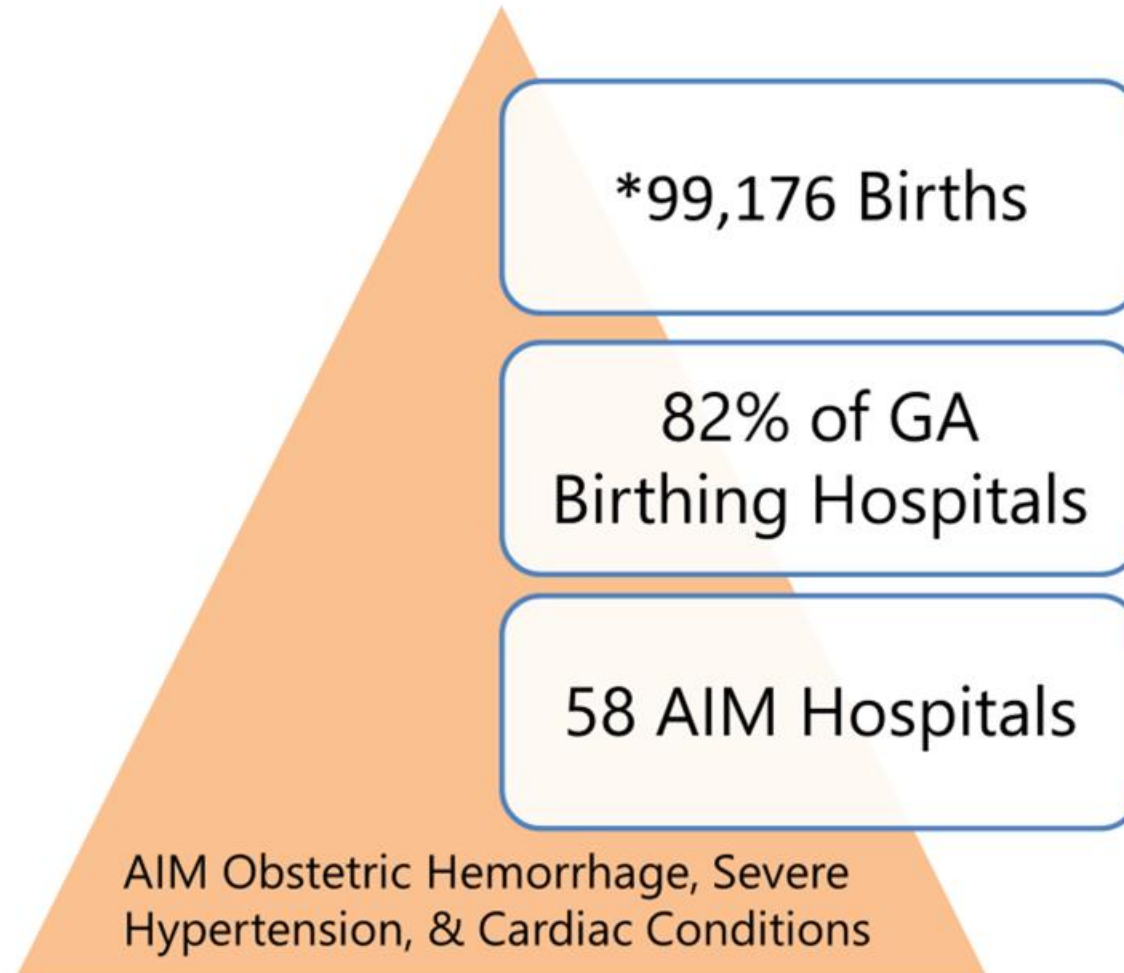 *99,176 Births
82% of GA
Birthing Hospitals
58 AIM Hospitals
AIM Obstetric Hemorrhage, Severe
Hypertension, & Cardiac Conditions